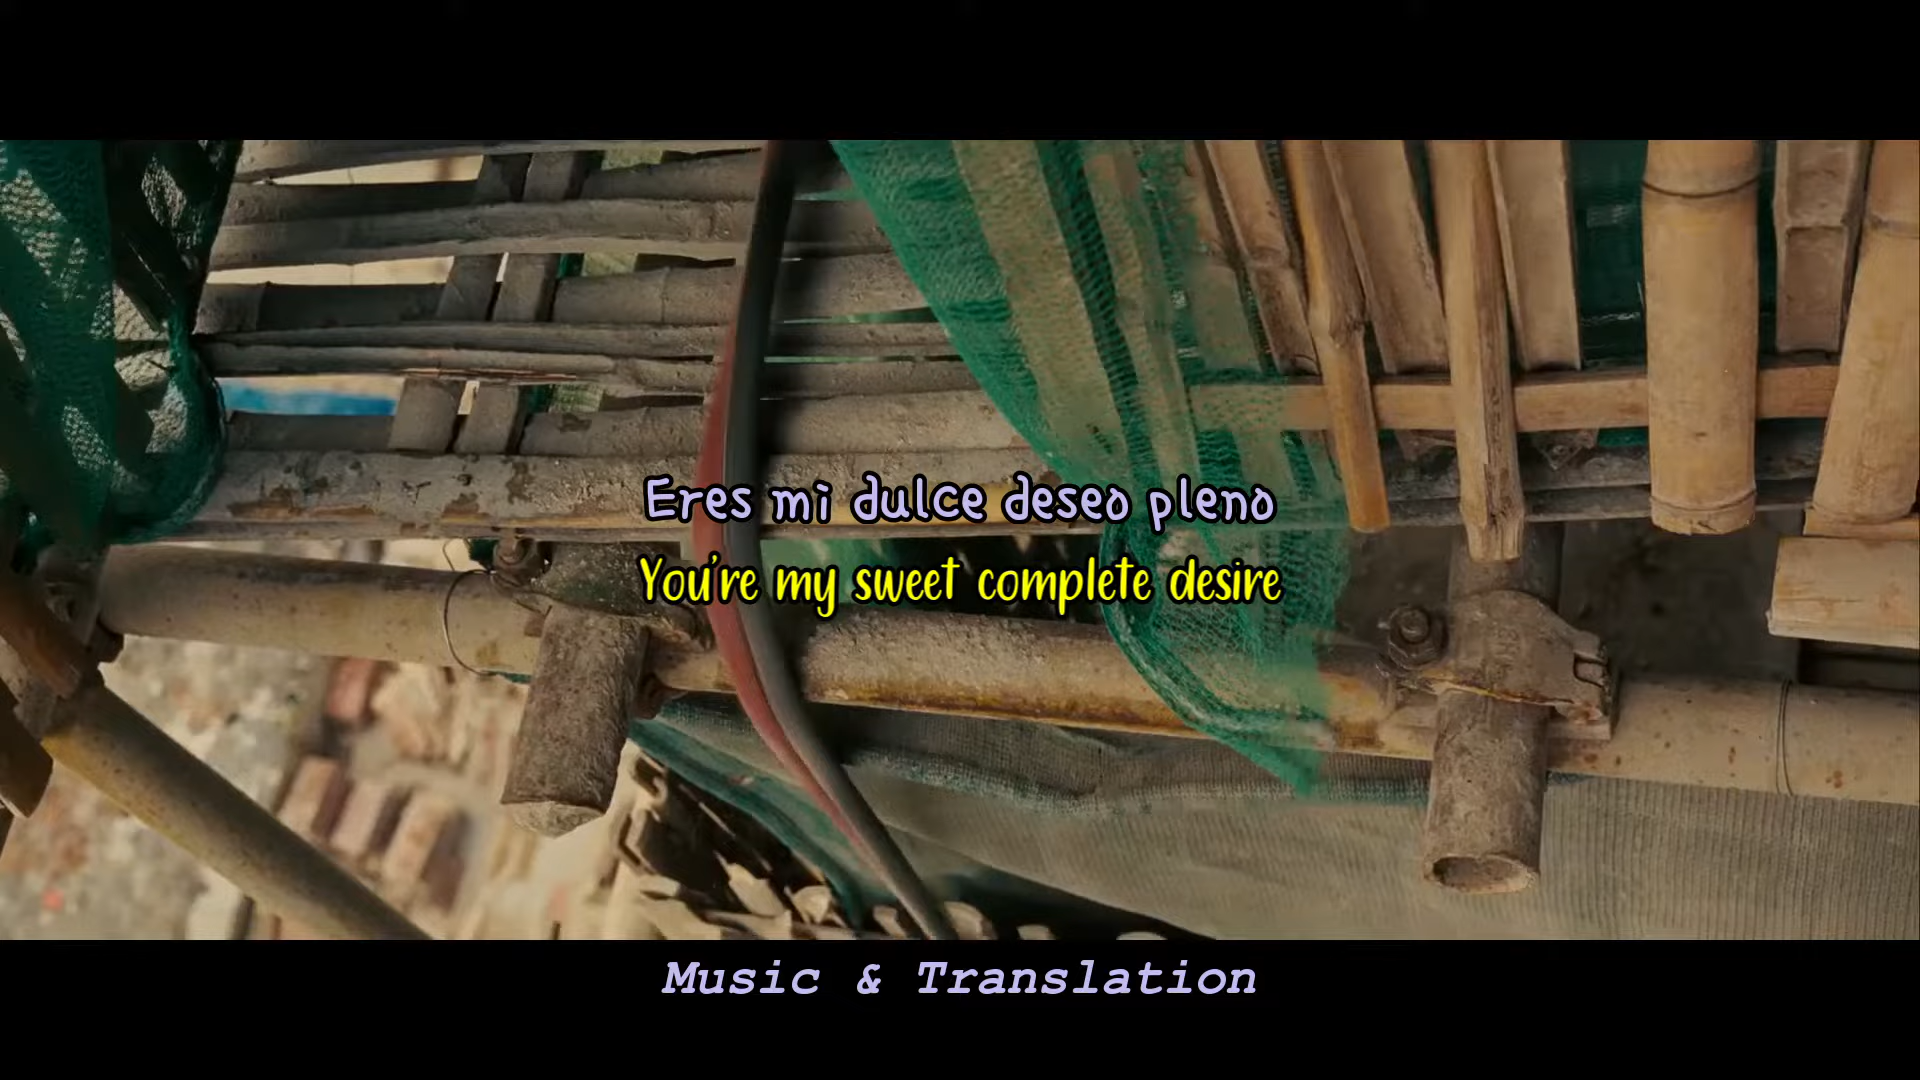 Eres mi dulce deseo pleno
You're my sweet complete desire
Music & Translation